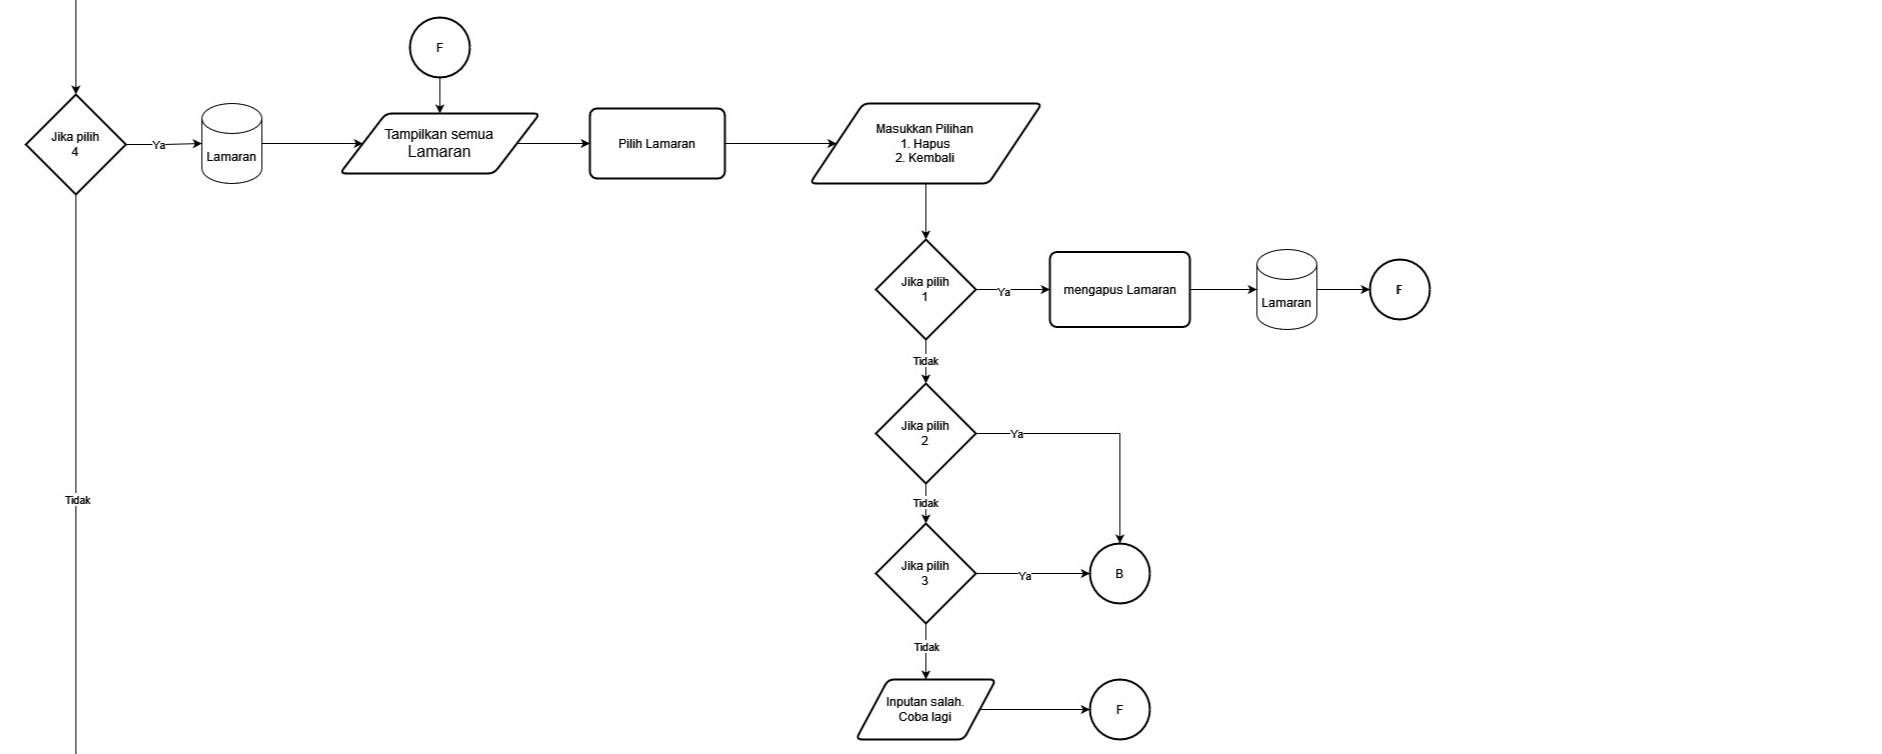 F
Jika pilih
4
Ya
Lamaran
Tampilkan semua
Lamaran
Pilih Lamaran
Masukkan Pilihan
1. Hapus
2. Kembali
Jika pilih
1
Ya
mengapus Lamaran
Lamaran
F
Tidak
Jika pilih
2
Ya
Tidak
Tidak
Jika pilih
3
Ya
B
Tidak
Inputan salah.
Coba lagi
F